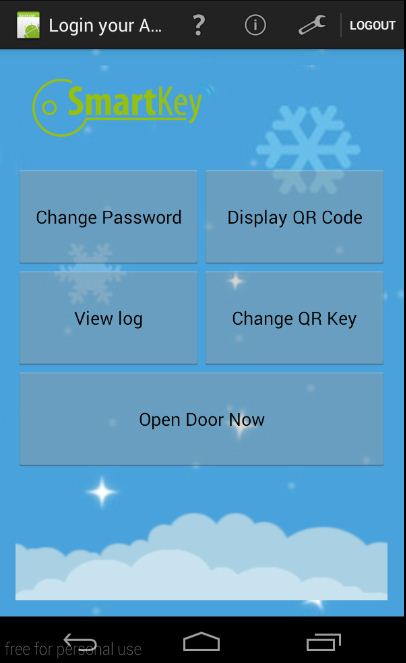 Login your A...
?
LOGOUT
SmartKey
Change Password
Display QR Code
View log
Change QR Key
Open Door Now
free for personal use